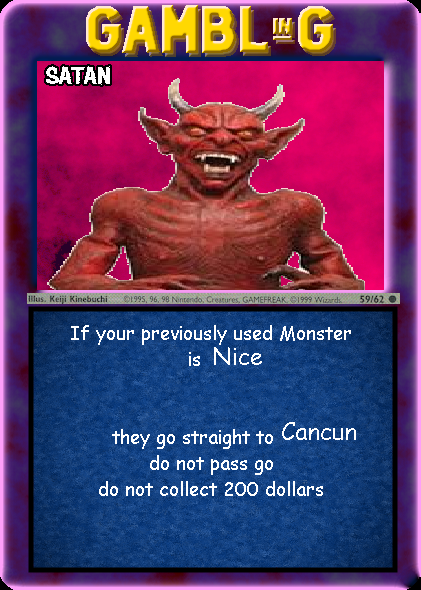 GAMBLinG
SATAN
Illus. Keiji Kinebuchi ©1995, 96, 98 Nintendo, Creatures, GAMEFREAK. ©1999 Wizards. 59/62
If your previously used Monster
is Nice
they go straight to Cancun
do not pass go
do not collect 200 dollars